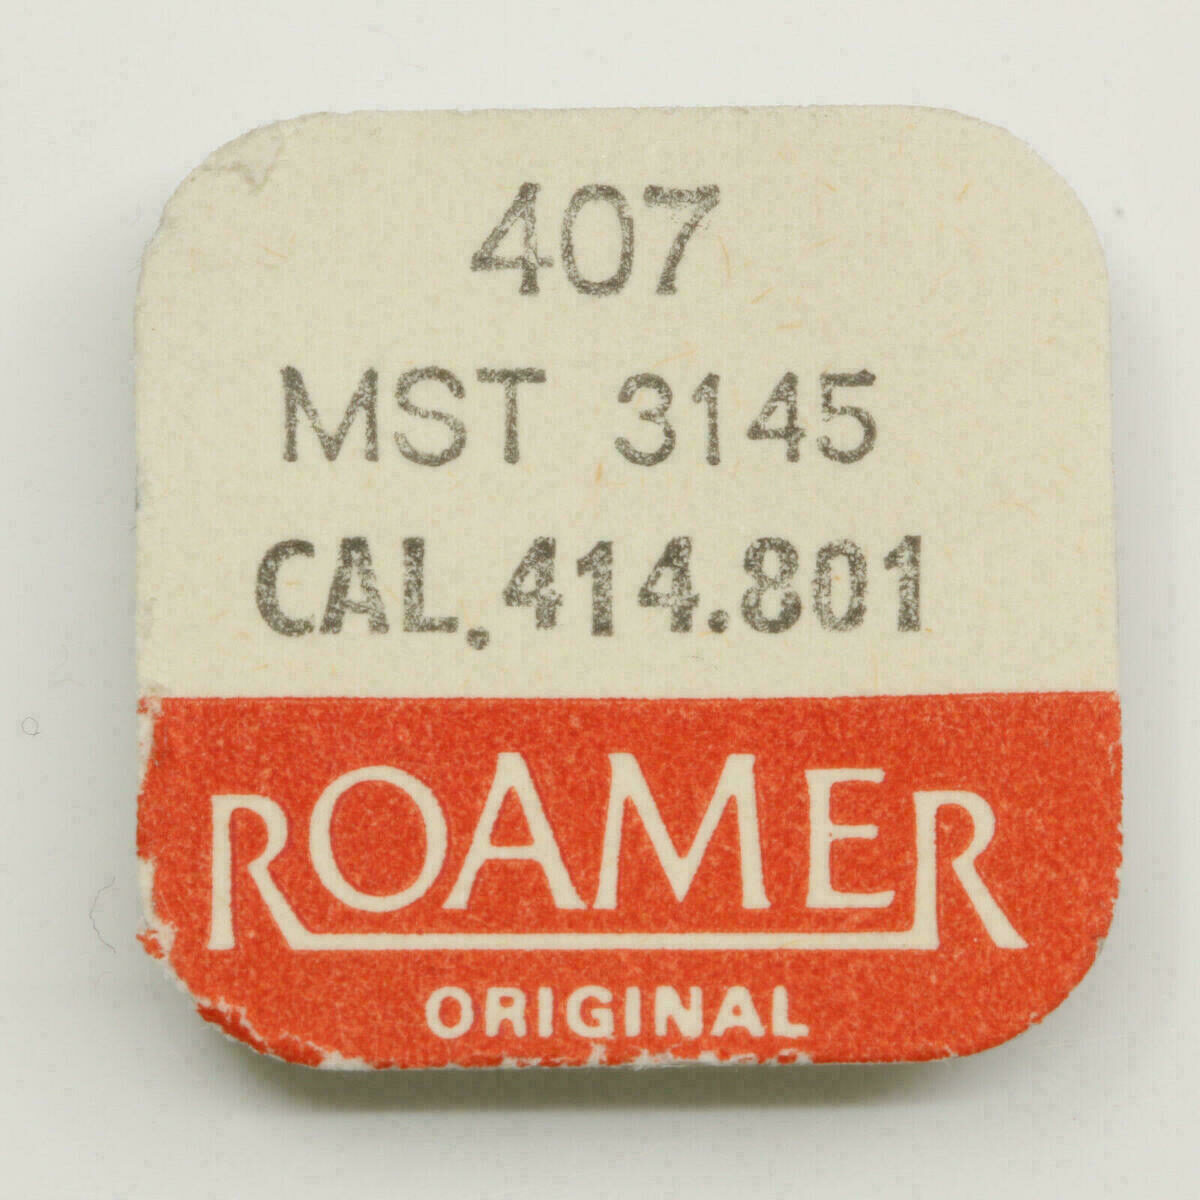 407
MST 3145
CAL. 414.801
ROAMER
ORIGINAL